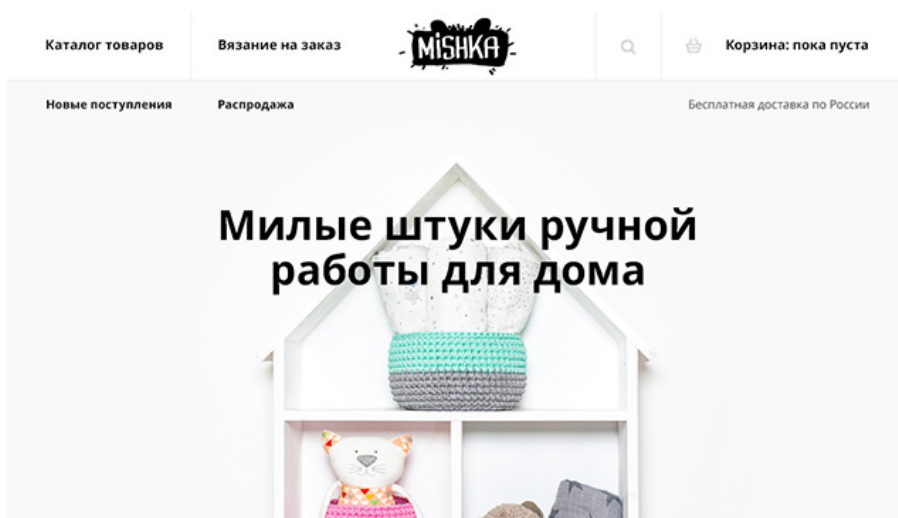 Каталог товаров
Вязание на заказ
MiSHKA
Корзина: пока пуста
Новые поступления
Распродажа
Бесплатная доставка по России
Милые штуки ручной
работы для дома